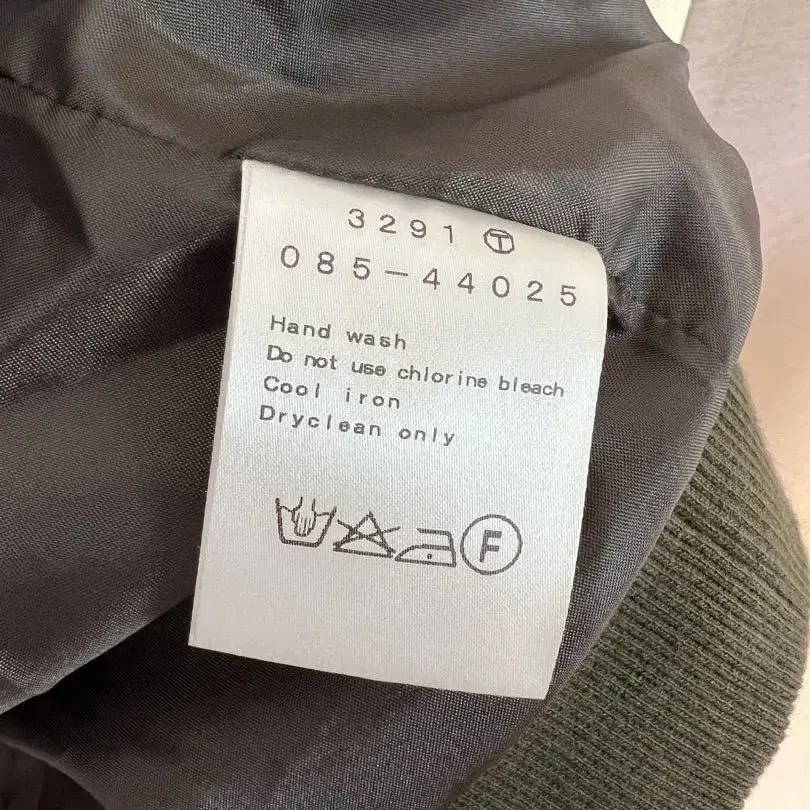 3291 Ⓣ
085-44025
Hand wash
Do not use chlorine bleach
Cool iron
Dryclean only
F